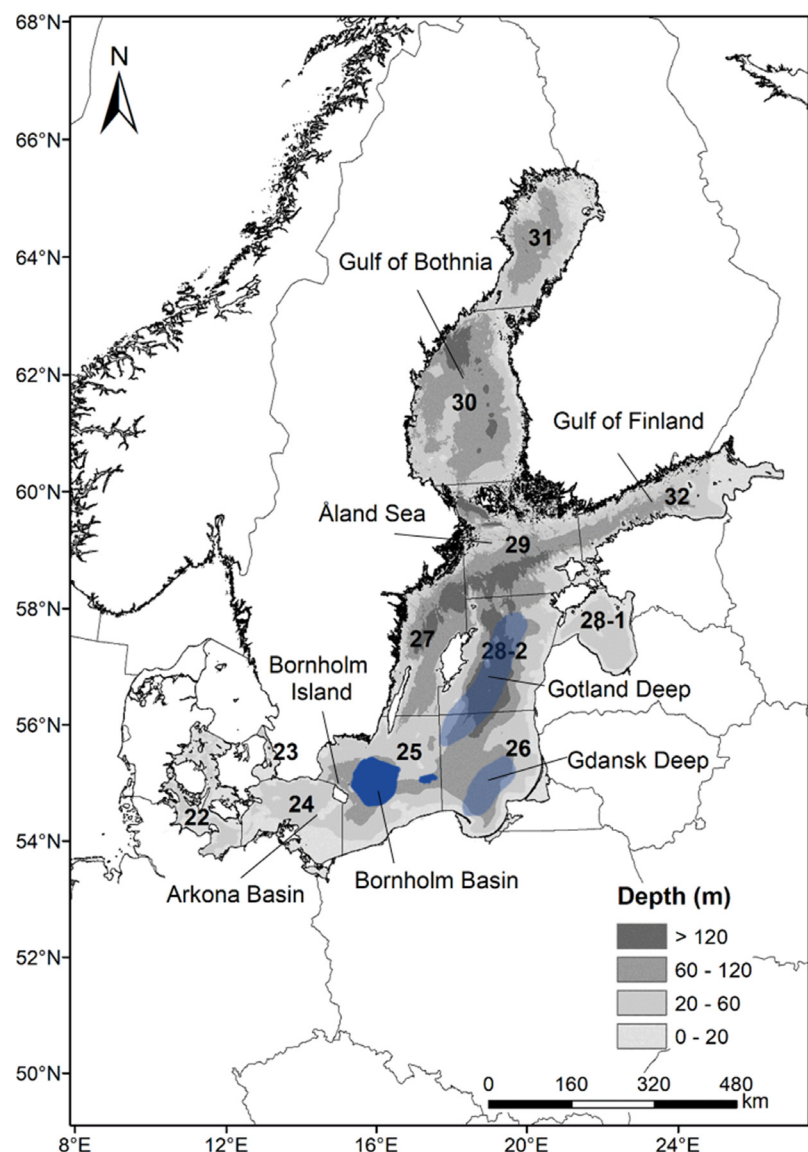 68°N
N
66°N
31
64°N
Gulf of Bothnia
62°N
30
Gulf of Finland
60°N
32
Åland Sea
29
58°N
28-1
27
28-2
Bornholm
Island
Gotland Deep
56°N
23
25
26
Gdansk Deep
24
22
54°N
Arkona Basin
Bornholm Basin
Depth (m)
> 120
52°N
60 - 120
20 - 60
0 - 20
50°N
0 160 320 480
km
8°E 12°E 16°E 20°E 24°E